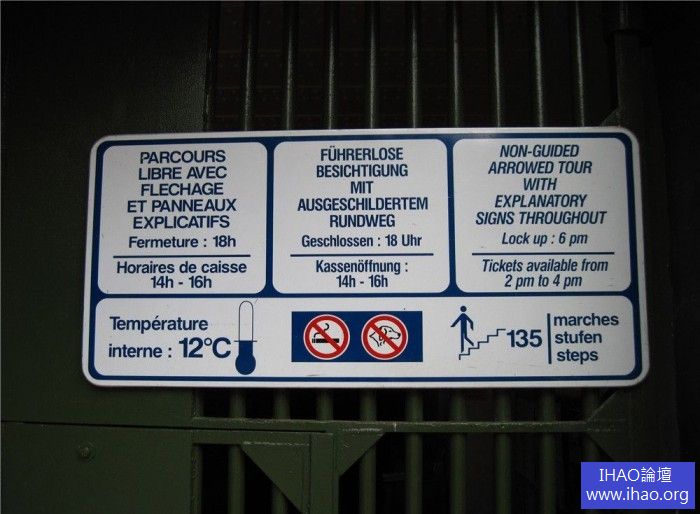 PARCOURS
LIBRE AVEC
FLECHAGE
ET PANNEAUX
EXPLICATIFS
Fermeture : 18h
Horaires de caisse
14h - 16h
FÜHRERLOSE
BESICHTIGUNG
MIT
AUSGESCHILDERTEM
RUNDWEG
Geschlossen : 18 Uhr
Kassenöffnung :
14h - 16h
NON-GUIDED
ARROWED TOUR
WITH
EXPLANATORY
SIGNS THROUGHOUT
Lock up : 6 pm
Tickets available from
2 pm to 4 pm
Température
interne : 12°C
135
marches
stufen
steps
IHAO論壇
www.ihao.org